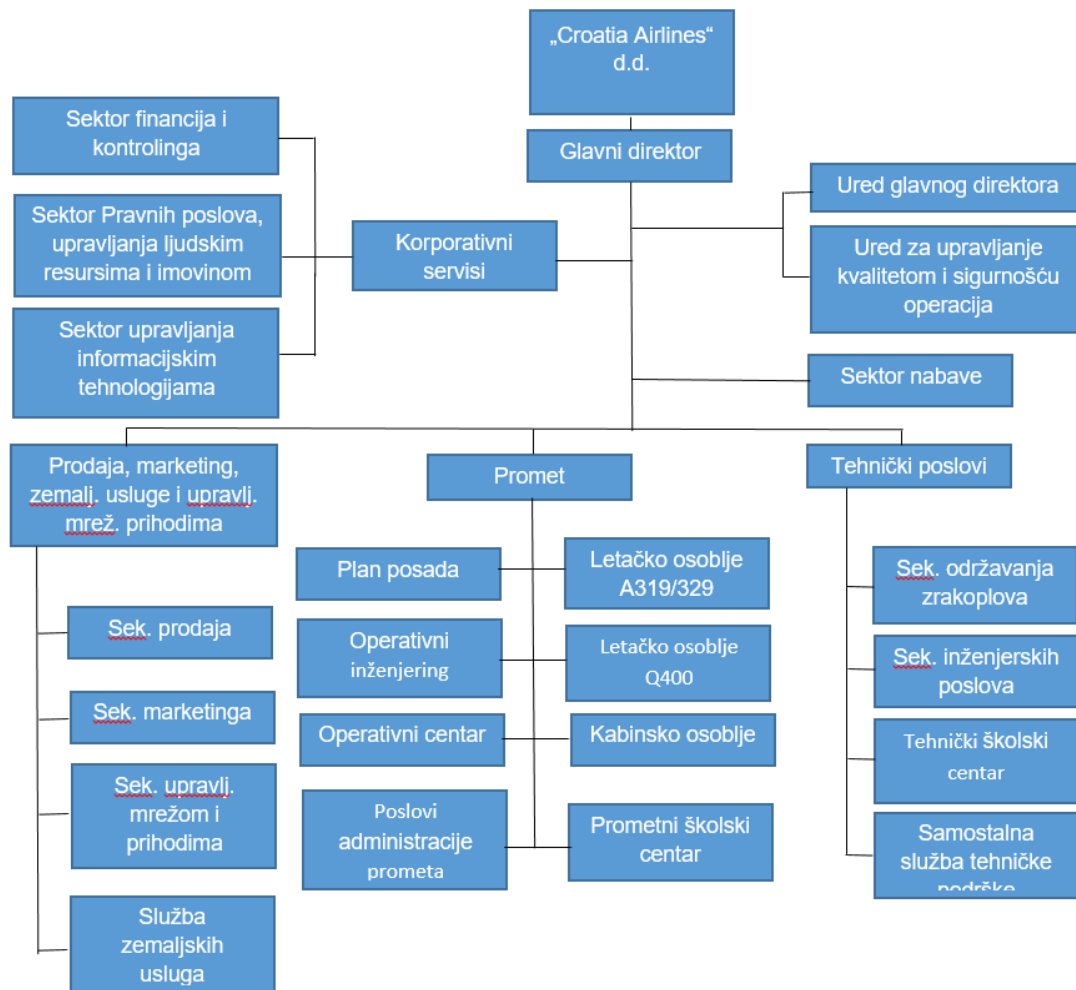 „Croatia Airlines“
d.d.
Glavni direktor
Sektor financija i
kontrolinga
Sektor Pravnih poslova,
upravljanja ljudskim
resursima i imovinom
Sektor upravljanja
informacijskim
tehnologijama
Korporativni
servisi
Ured glavnog direktora
Ured za upravljanje
kvalitetom i sigurnošću
operacija
Sektor nabave
Prodaja, marketing,
zemalj. usluge i upravlj.
mrež. prihodima
Sek. prodaja
Sek. marketinga
Sek. upravlj.
mrežom i
prihodima
Služba
zemaljskih
usluga
Promet
Plan posada
Letačko osoblje
A319/329
Operativni
inženjering
Letačko osoblje
Q400
Operativni centar
Kabinsko osoblje
Poslovi
administracije
prometa
Prometni školski
centar
Tehnički poslovi
Sek. održavanja
zrakoplova
Sek. inženjerskih
poslova
Tehnički školski
centar
Samostalna
služba tehničke
podrške